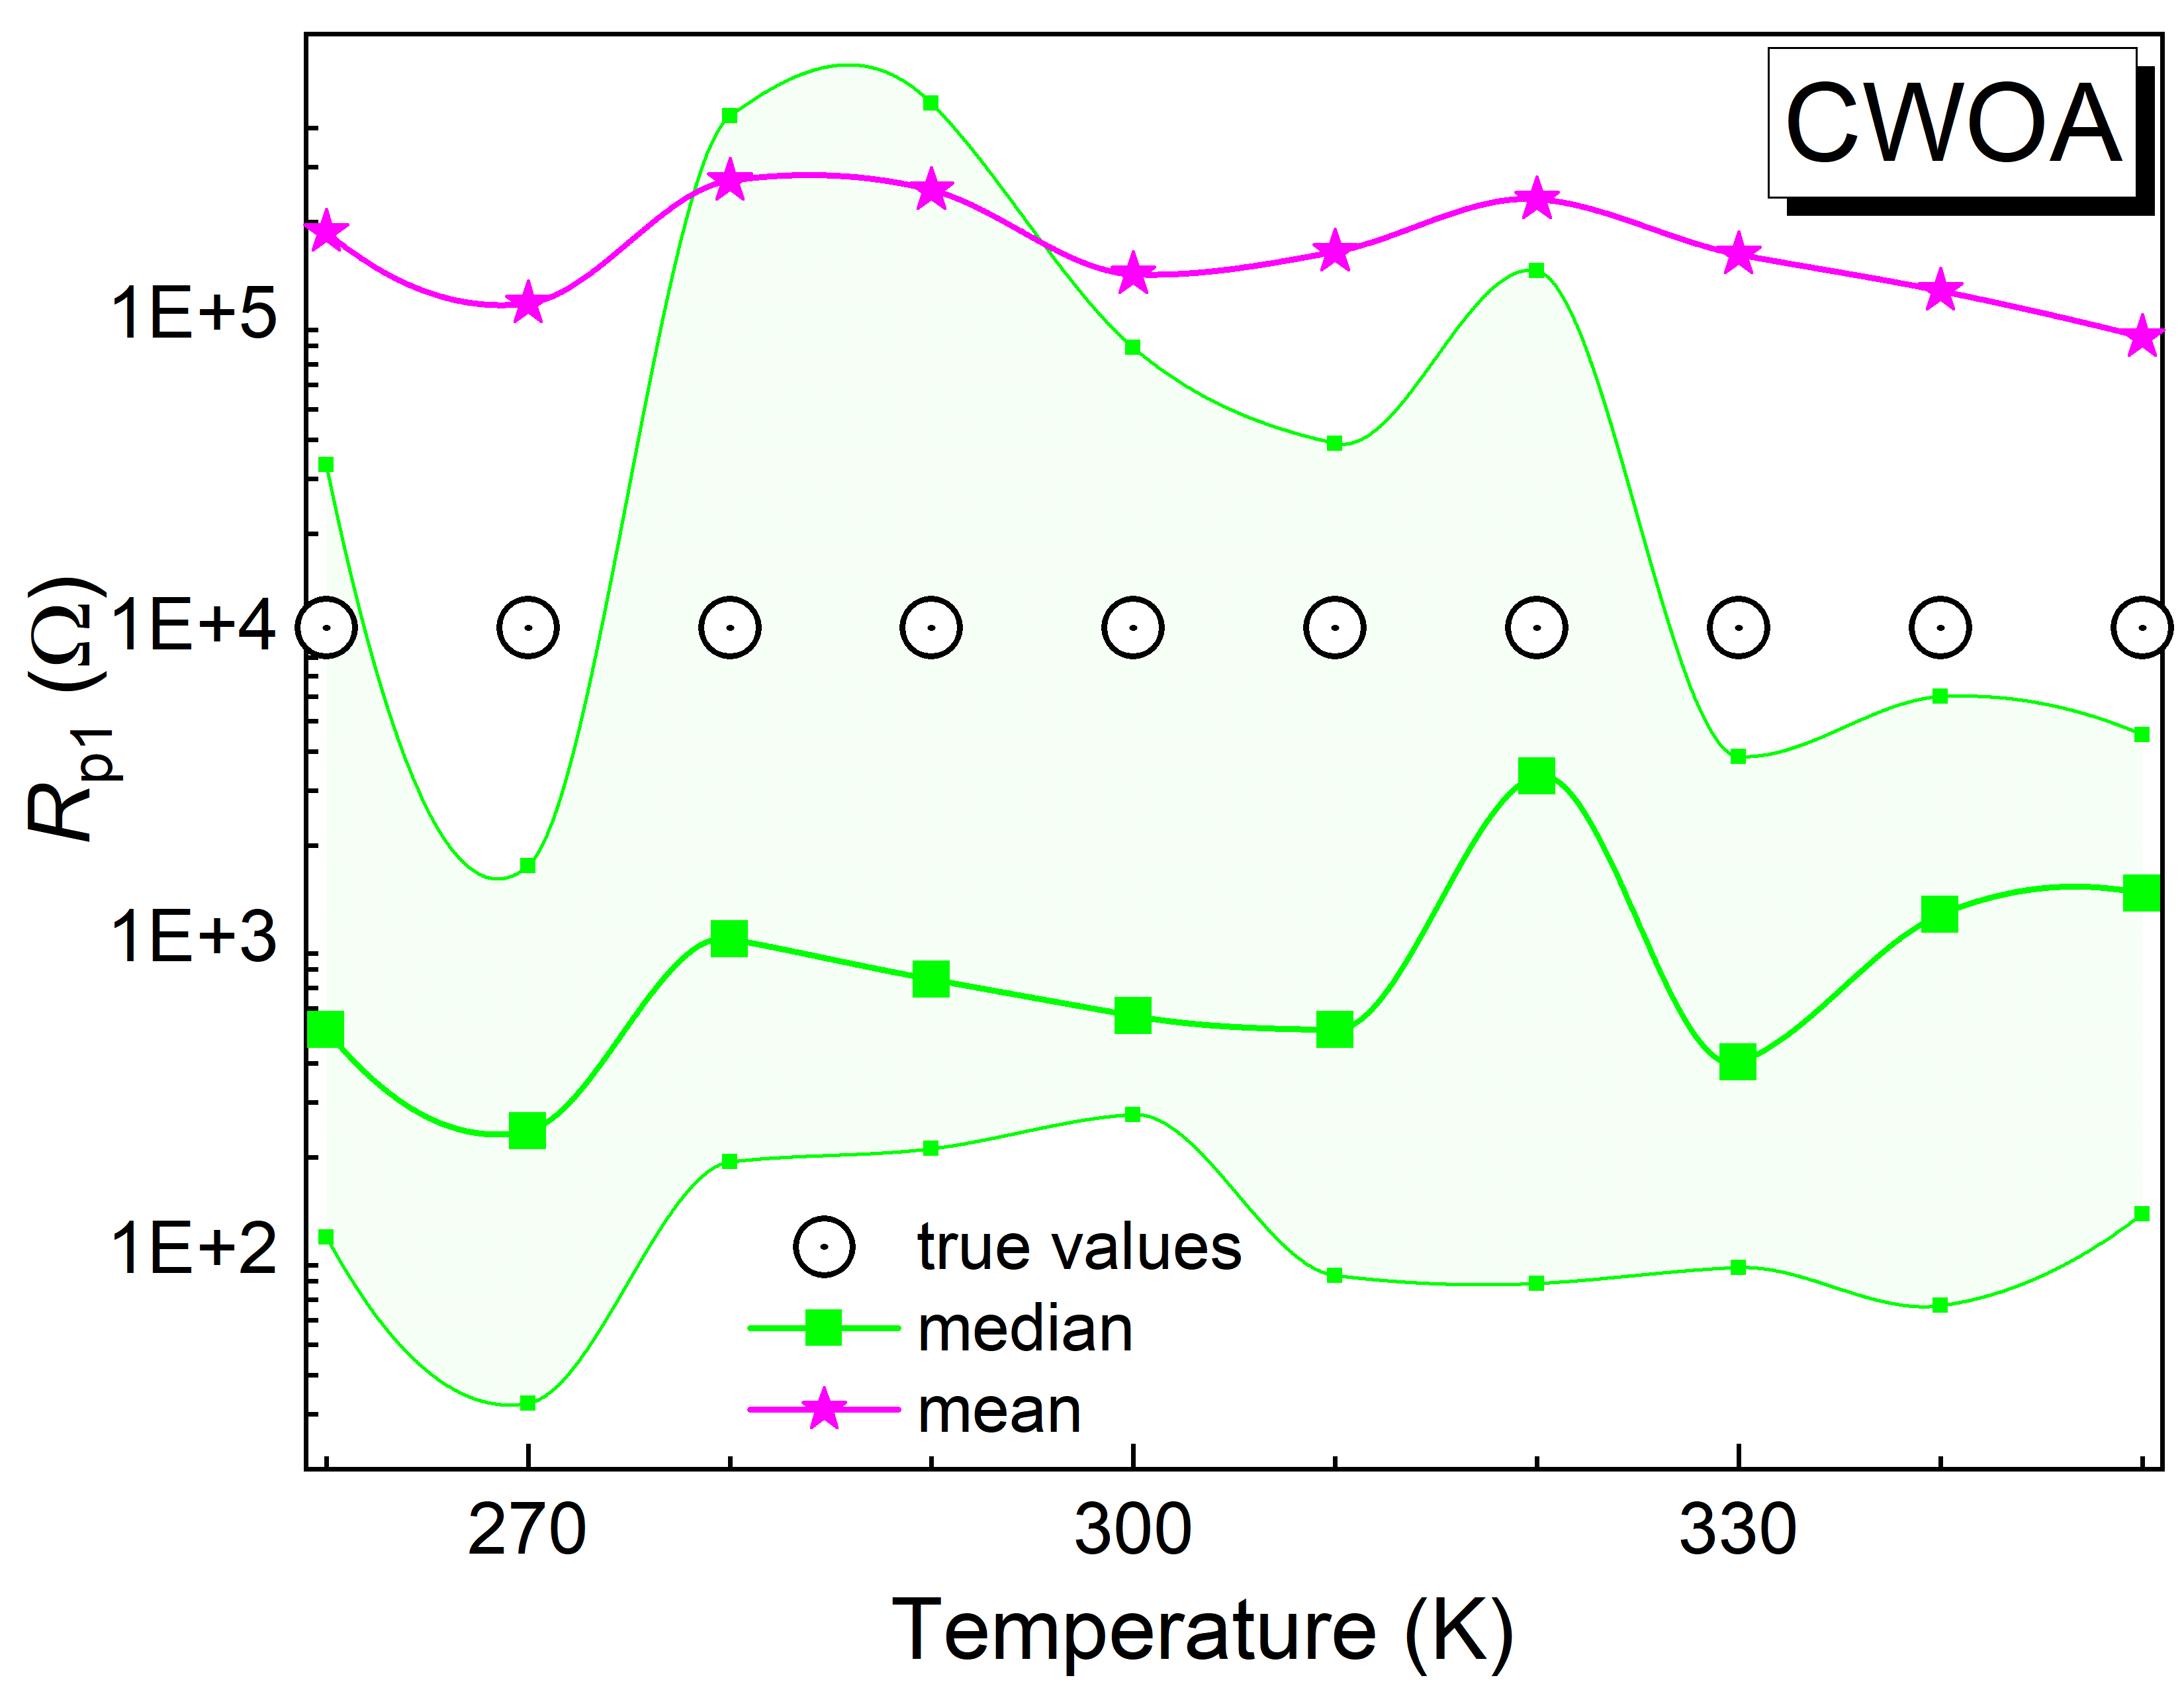 CWOA
1E+5
1E+4
1E+3
1E+2
Rp1 (Ω)
true values
median
mean
270 300 330
Temperature (K)